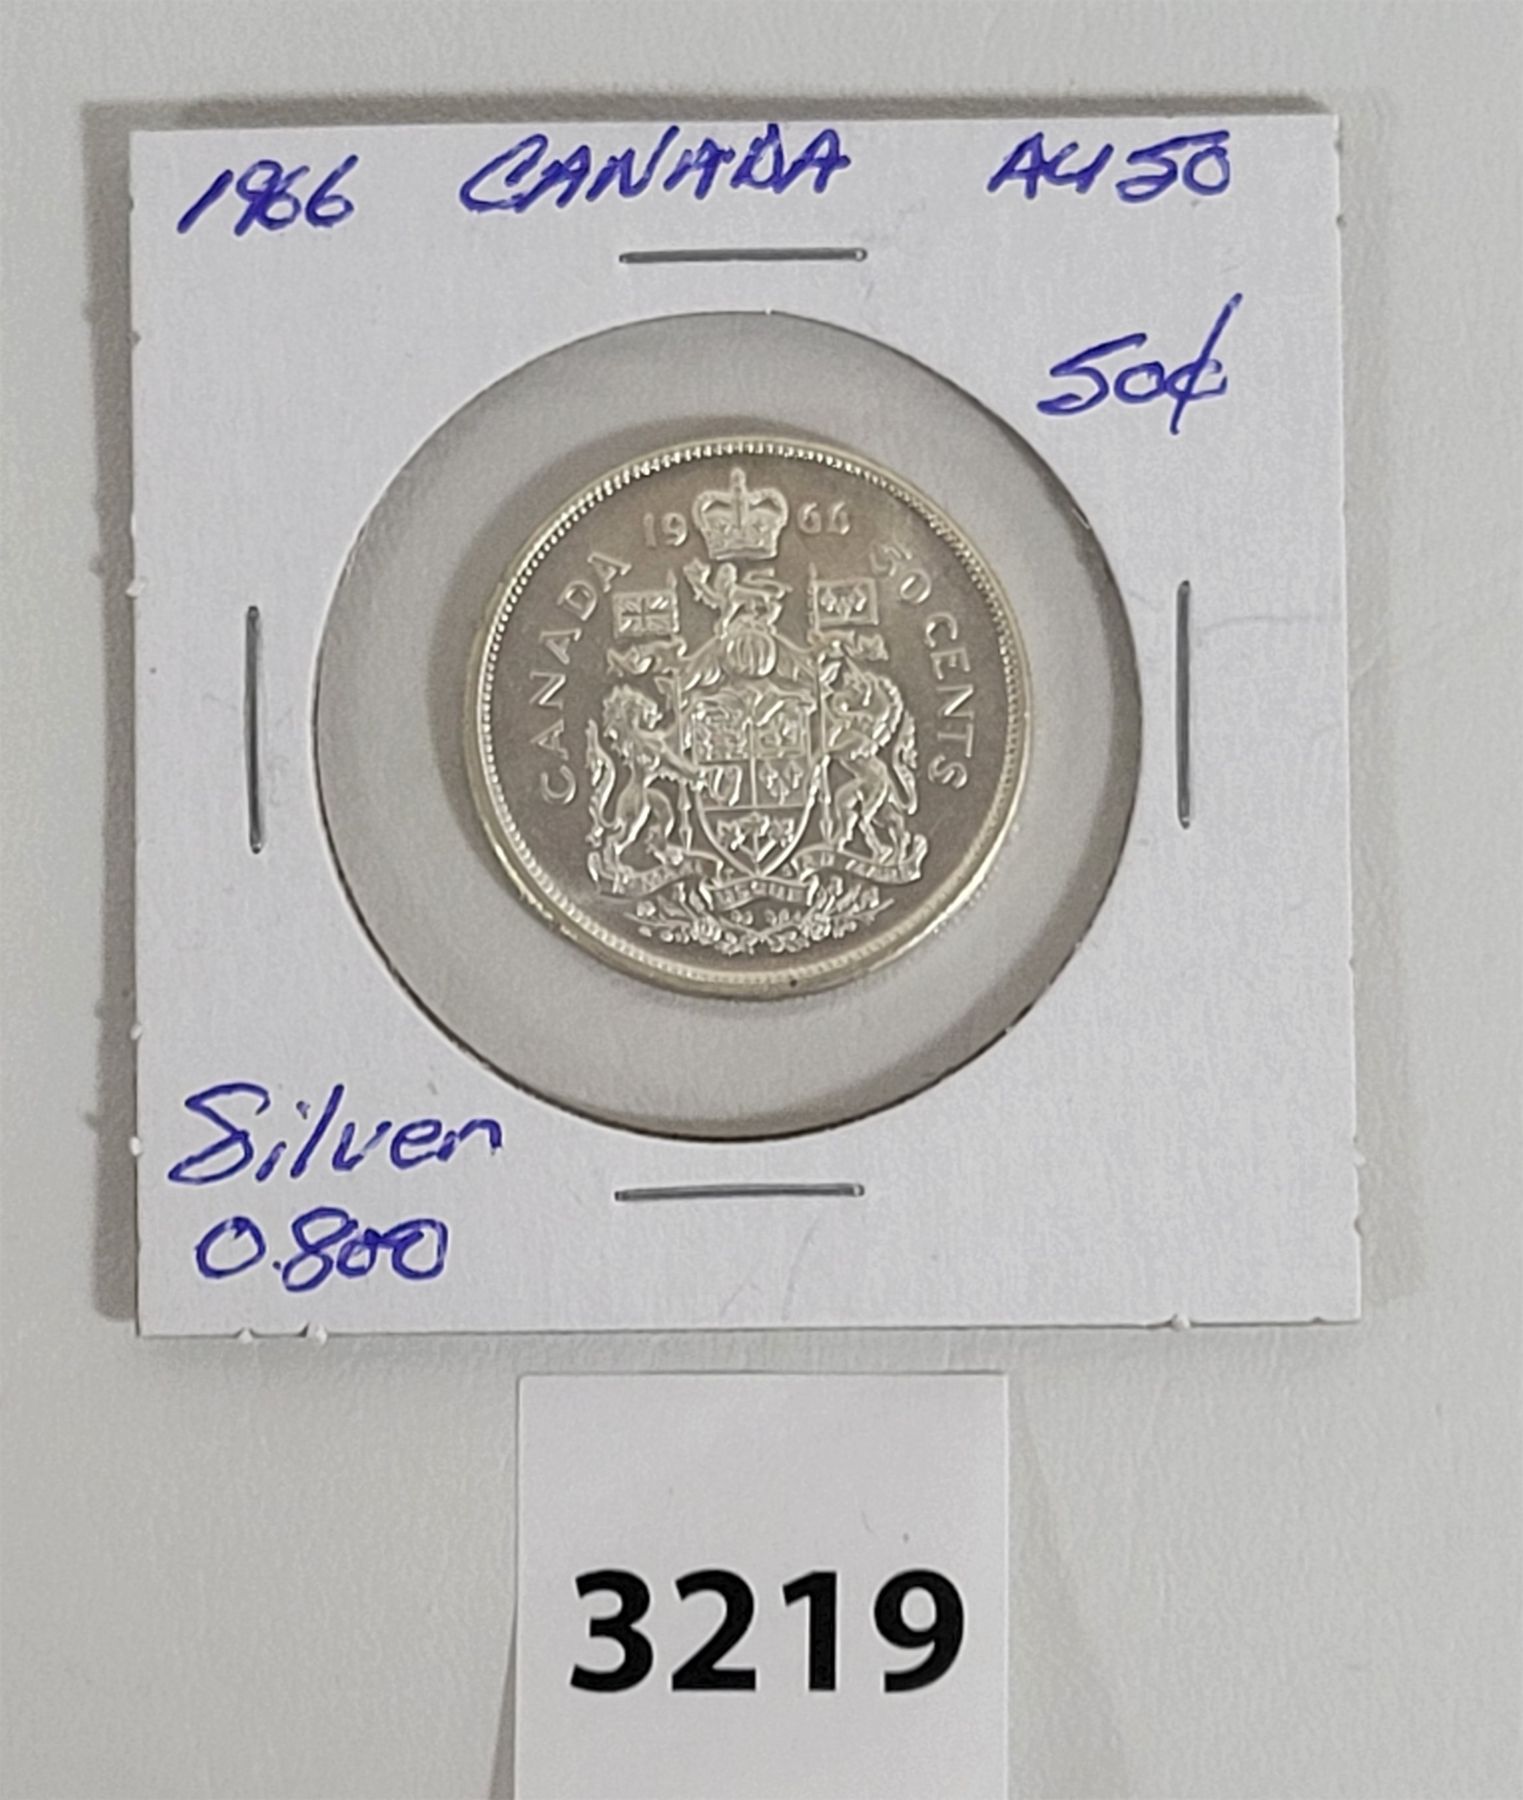 1966 CANADA AU50
50¢
1966
CANADA
50 CENTS
Silver
0.800
3219